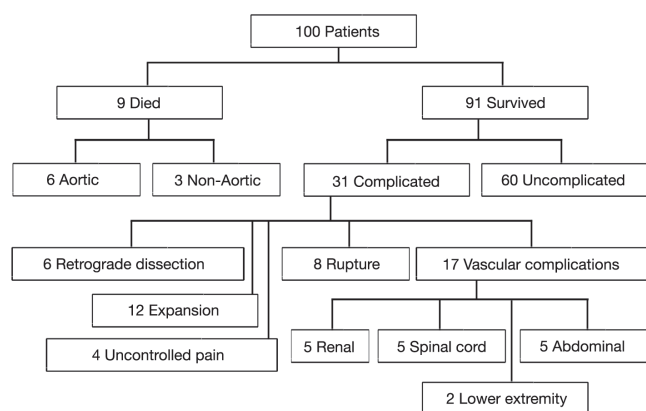 100 Patients
9 Died
91 Survived
6 Aortic
3 Non-Aortic
31 Complicated
60 Uncomplicated
6 Retrograde dissection
8 Rupture
17 Vascular complications
12 Expansion
4 Uncontrolled pain
5 Renal
5 Spinal cord
5 Abdominal
2 Lower extremity